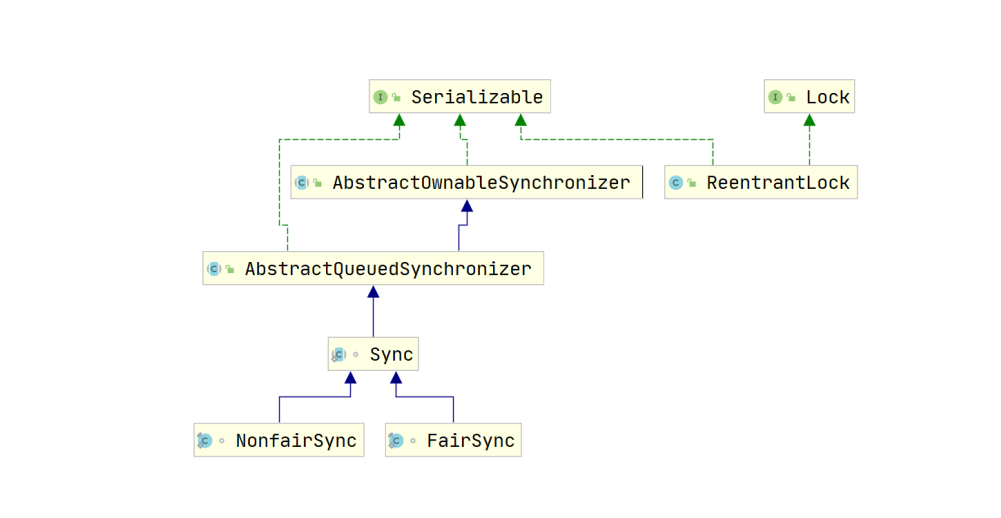 Serializable
Lock
AbstractOwnableSynchronizer
ReentrantLock
AbstractQueuedSynchronizer
Sync
NonfairSync
FairSync